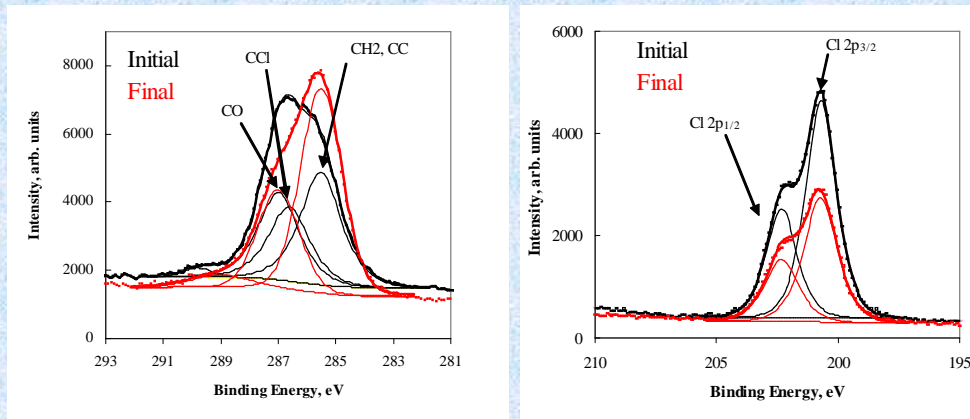 Initial
Final
CO
CCl
CH2, CC
Intensity, arb. units
8000
6000
4000
2000
0
293
291
289
287
285
283
281
Binding Energy, eV
Initial
Final
Cl 2p1/2
Cl 2p3/2
Intensity, arb. units
6000
4000
2000
0
210
205
200
195
Binding Energy, eV